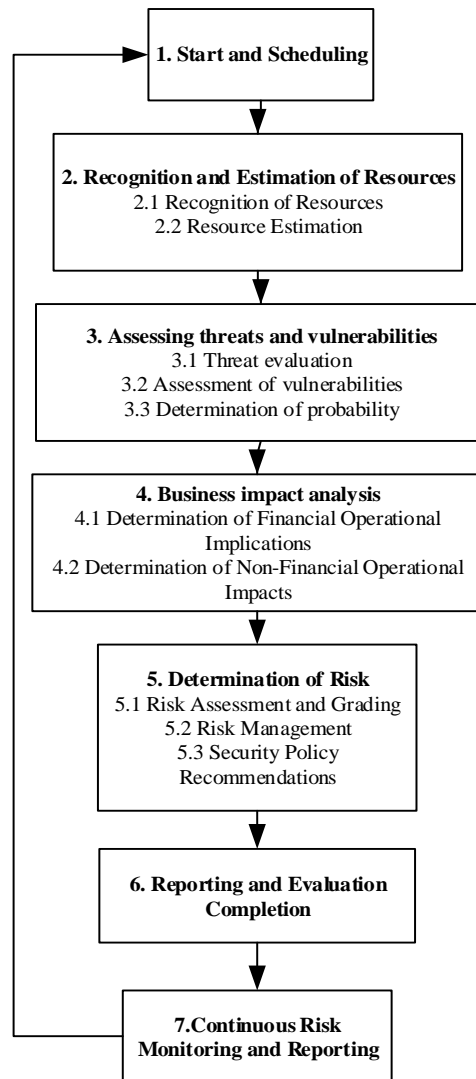 1. Start and Scheduling
2. Recognition and Estimation of Resources
2.1 Recognition of Resources
2.2 Resource Estimation
3. Assessing threats and vulnerabilities
3.1 Threat evaluation
3.2 Assessment of vulnerabilities
3.3 Determination of probability
4. Business impact analysis
4.1 Determination of Financial Operational
Implications
4.2 Determination of Non-Financial Operational
Impacts
5. Determination of Risk
5.1 Risk Assessment and Grading
5.2 Risk Management
5.3 Security Policy
Recommendations
6. Reporting and Evaluation
Completion
7.Continuous Risk
Monitoring and Reporting